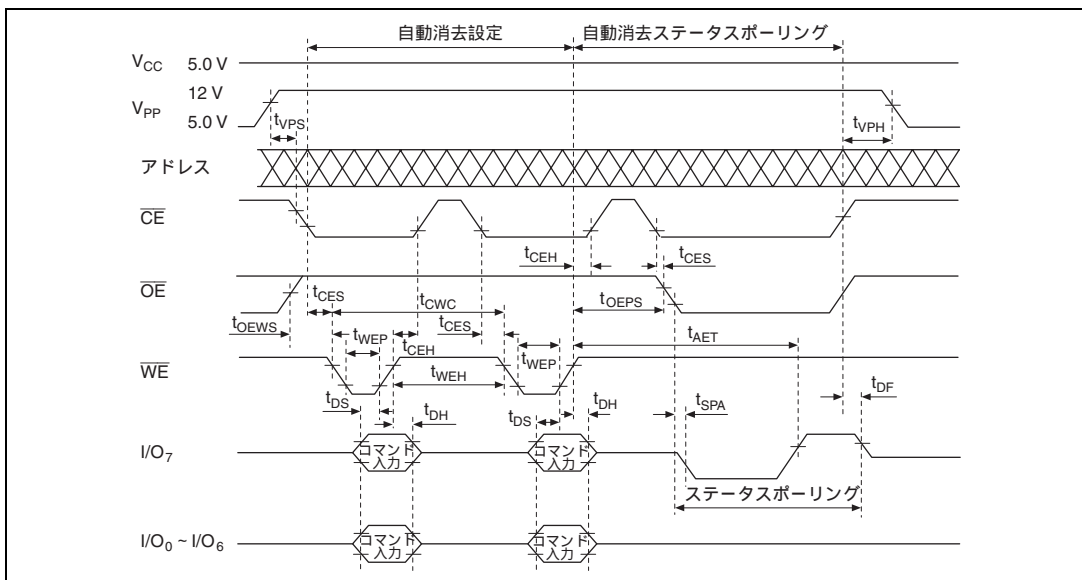 自動消去設定 自動消去ステータスポーリング
VCC 5.0 V
12 V
VPP
5.0 V
tVPS
tVPH
アドレス
CE
tCEH
tCES
OE
tCES
tCWC
tOEPS
tOEWS
tWEP
tCEH
tCES
tWEP
tAET
WE
tWEH
tDS
tDH
tDS
tDH
tSPA
tDF
I/O7
コマンド
入力
コマンド
入力
ステータスポーリング
I/O0 ~ I/O6
コマンド
入力
コマンド
入力